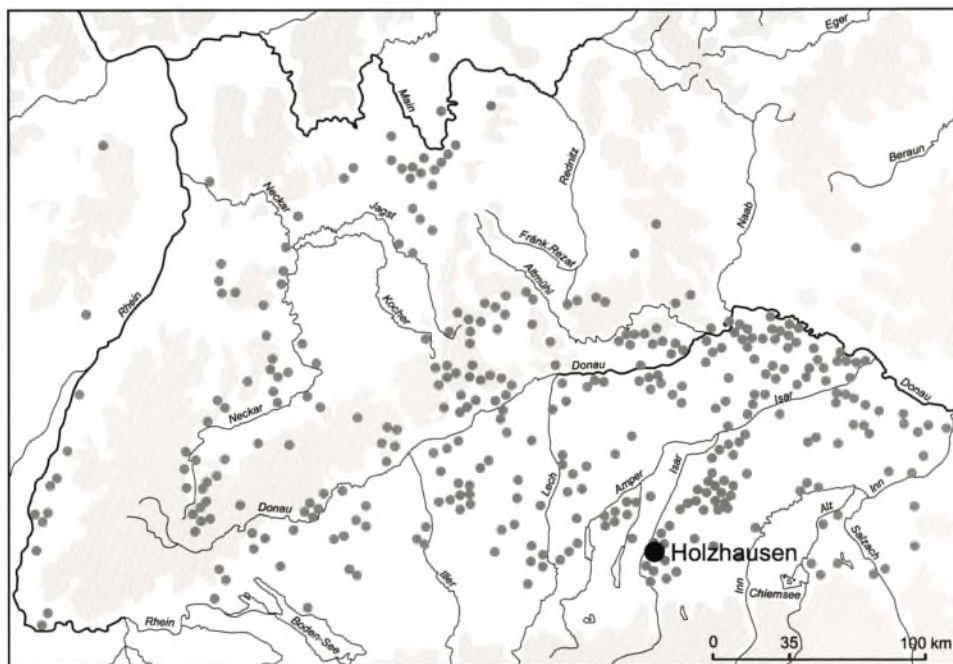 Eger
Main
Beraun
Rednitz
Neckar
Naab
Jagst
Fränk.Rezat
Altmühl
Rhein
Kocher
Donau
Donau
Isar
Neckar
Isar
Lech
Amper
Inn
Donau
Alz
Salzach
Holzhausen
Iller
Inn
Chiemsee
Rhein
Boden-See
0 35 100 km